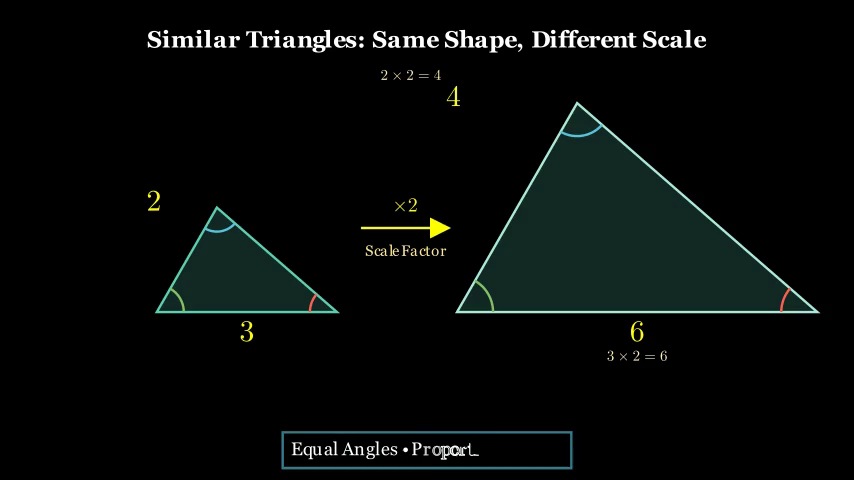 Similar Triangles: Same Shape, Different Scale
2 × 2 = 4
4
2
×2
Scale Factor
3
6
3 × 2 = 6
Equal Angles •